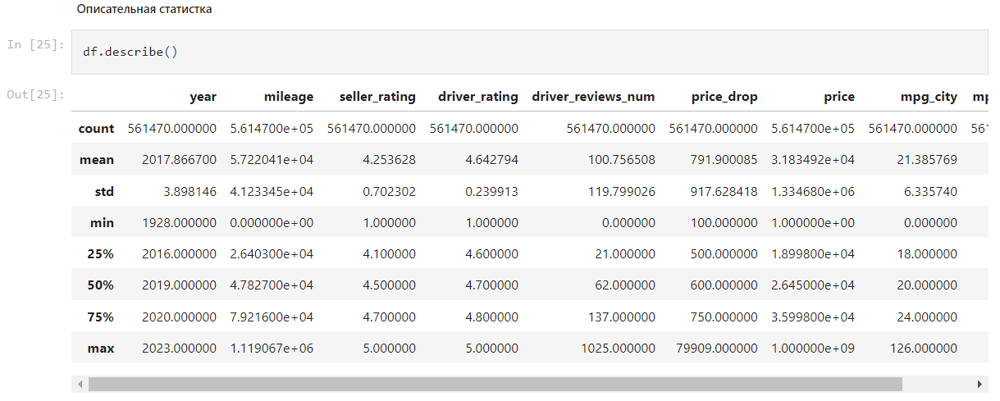 Описательная статистка
In [25]:
df.describe()
Out[25]:
year mileage seller_rating driver_rating driver_reviews_num price_drop price mpg_city mp
count 561470.000000 5.614700e+05 561470.000000 561470.000000 561470.000000 561470.000000 5.614700e+05 561470.000000 561
mean 2017.866700 5.722041e+04 4.253628 4.642794 100.756508 791.900085 3.183492e+04 21.385769
std 3.898146 4.123345e+04 0.702302 0.239913 119.799026 917.628418 1.334680e+06 6.335740
min 1928.000000 0.000000e+00 1.000000 1.000000 0.000000 100.000000 1.000000e+00 0.000000
25% 2016.000000 2.640300e+04 4.100000 4.600000 21.000000 500.000000 1.899800e+04 18.000000
50% 2019.000000 4.782700e+04 4.500000 4.700000 62.000000 600.000000 2.645000e+04 20.000000
75% 2020.000000 7.921600e+04 4.700000 4.800000 137.000000 750.000000 3.599800e+04 24.000000
max 2023.000000 1.119067e+06 5.000000 5.000000 1025.000000 79909.000000 1.000000e+09 126.000000